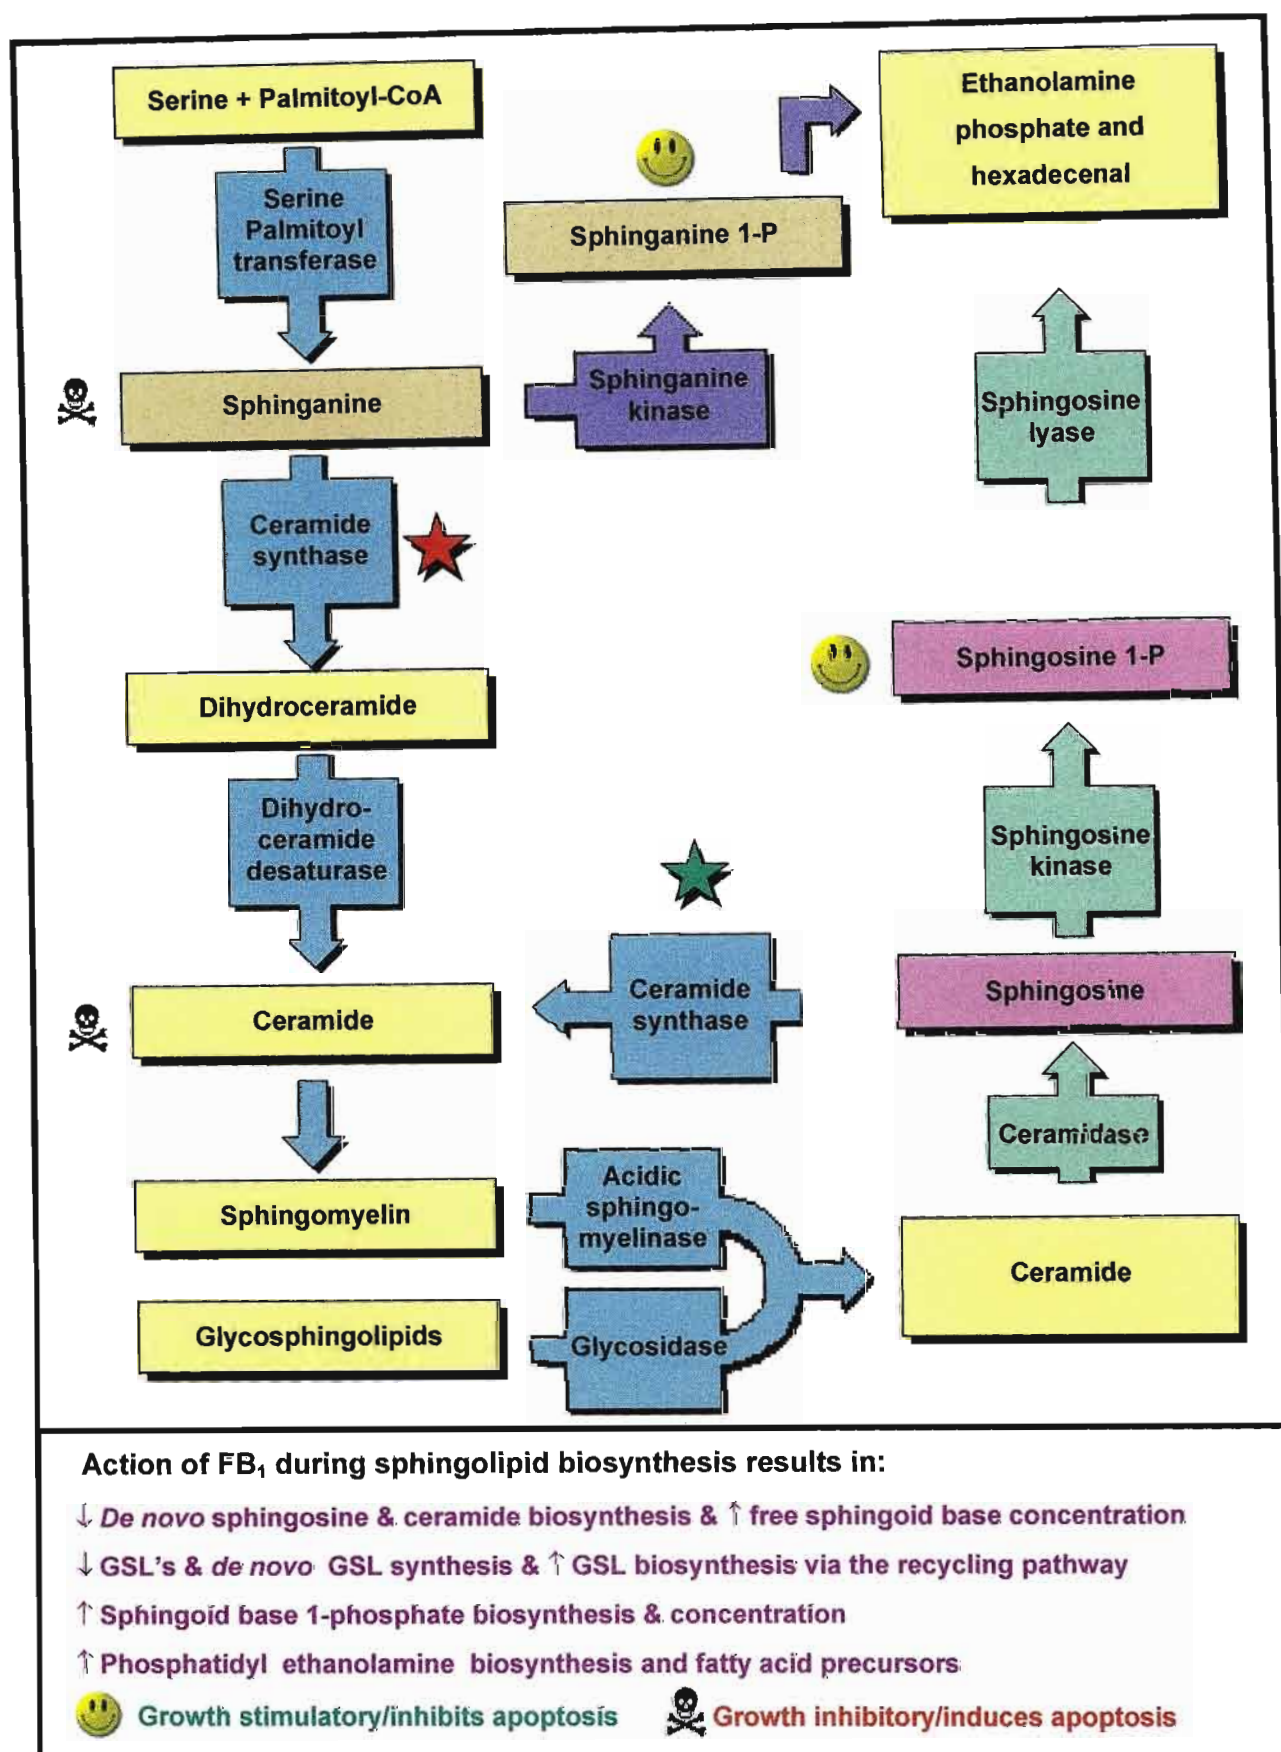 Serine + Palmitoyl-CoA
Serine
Palmitoyl
transferase
Sphinganine
Ceramide
synthase
Dihydroceramide
Dihydro-
ceramide
desaturase
Ceramide
Sphingomyelin
Glycosphingolipids
Sphinganine 1-P
Sphinganine
kinase
Ethanolamine
phosphate and
hexadecenal
Sphingosine
lyase
Sphingosine 1-P
Sphingosine
kinase
Sphingosine
Ceramide
synthase
Ceramidase
Acidic
sphingo-
myelinase
Glycosidase
Ceramide
Action of FB₁ during sphingolipid biosynthesis results in:
↓ De novo sphingosine & ceramide biosynthesis & ↑ free sphingoid base concentration
↓ GSL's & de novo GSL synthesis & ↑ GSL biosynthesis via the recycling pathway
↑ Sphingoid base 1-phosphate biosynthesis & concentration
↑ Phosphatidyl ethanolamine biosynthesis and fatty acid precursors
Growth stimulatory/inhibits apoptosis
Growth inhibitory/induces apoptosis